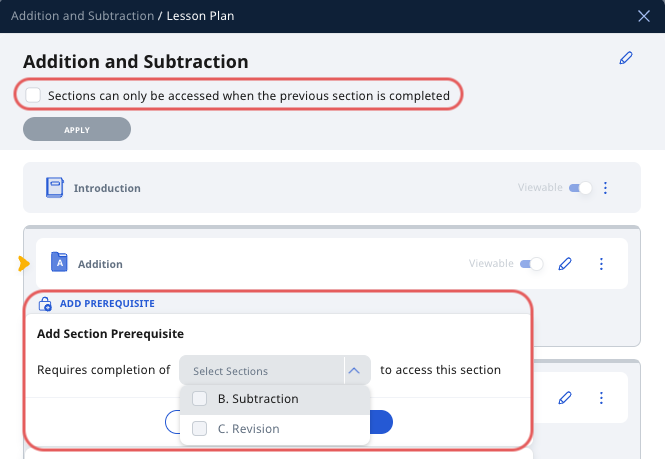 Addition and Subtraction / Lesson Plan
Addition and Subtraction
Sections can only be accessed when the previous section is completed
APPLY
Introduction
Viewable
A
Addition
Viewable
ADD PREREQUISITE
Add Section Prerequisite
Requires completion of Select Sections to access this section
B. Subtraction
C. Revision